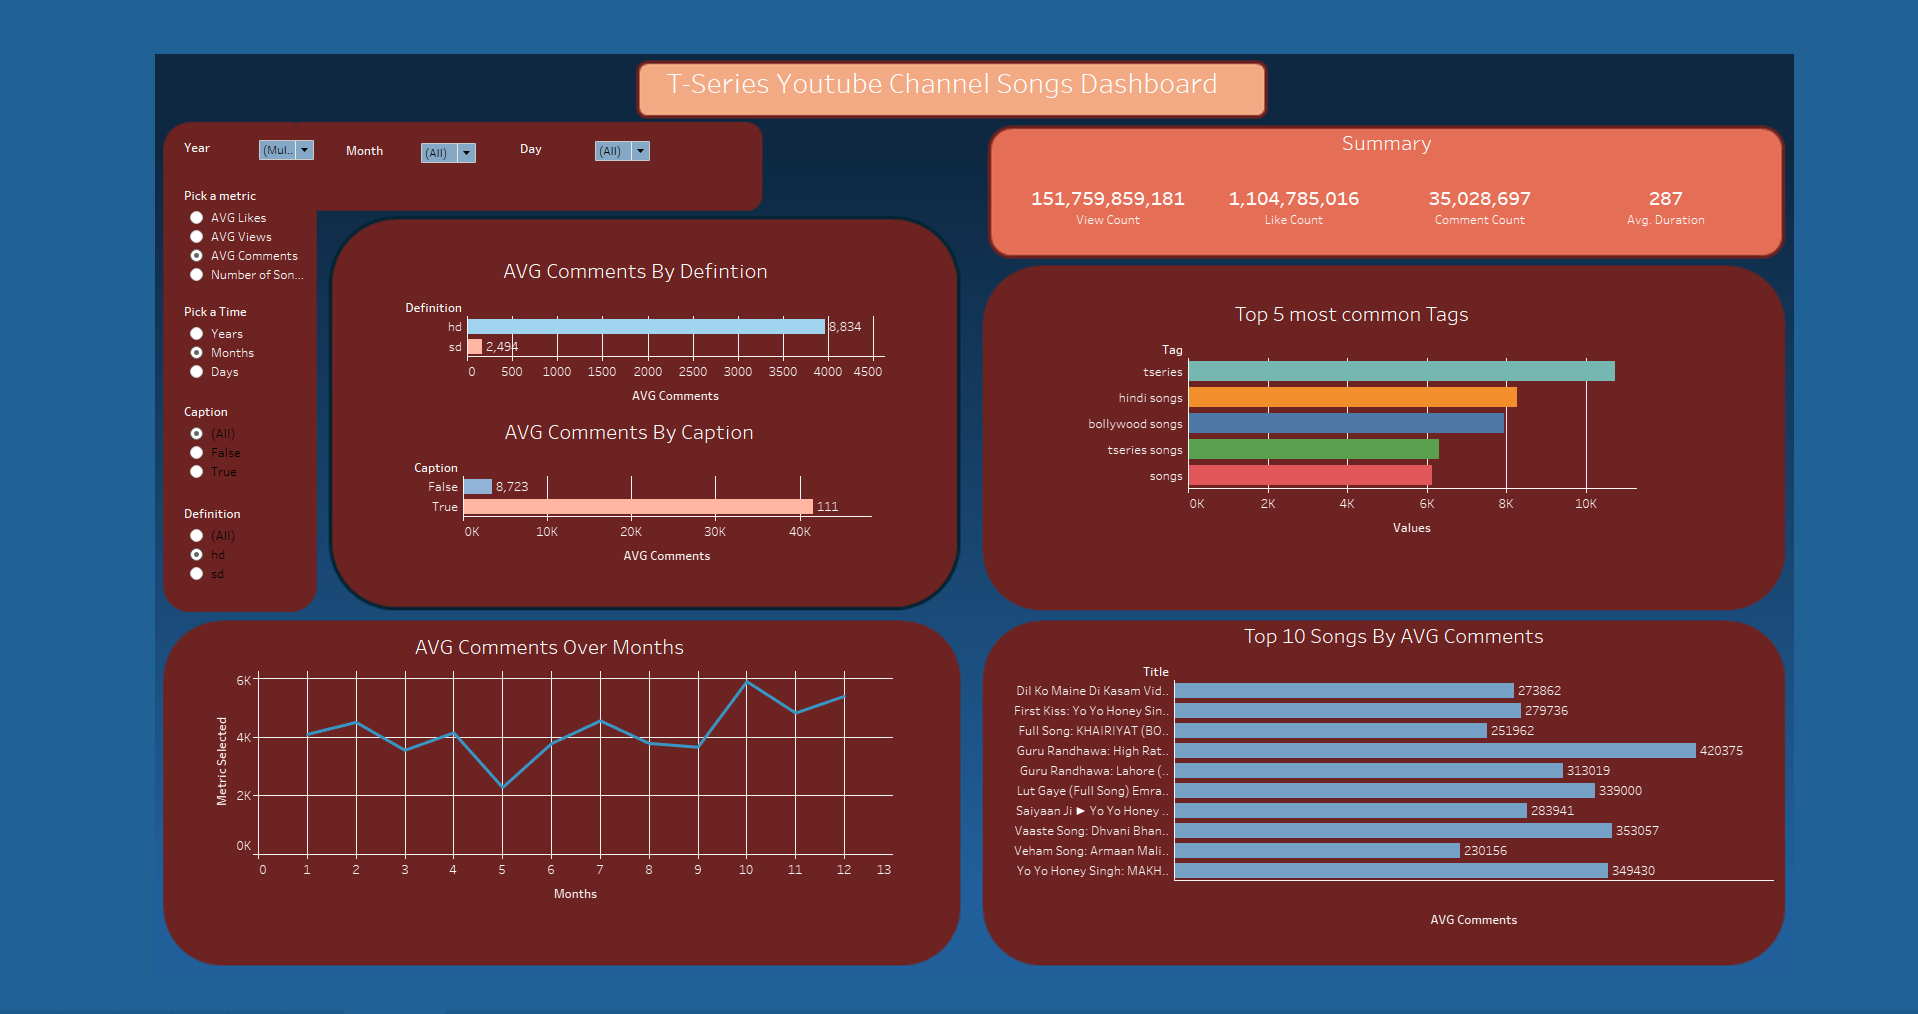 T-Series Youtube Channel Songs Dashboard
Year
(Mul..
Month
(All)
Day
(All)
Pick a metric
AVG Likes
AVG Views
AVG Comments
Number of Son...
Pick a Time
Years
Months
Days
Caption
(All)
False
True
Definition
(All)
hd
sd
AVG Comments By Defintion
Definition
hd
8,834
sd
2,494
0 500 1000 1500 2000 2500 3000 3500 4000 4500
AVG Comments
AVG Comments By Caption
Caption
False
8,723
True
111
0K 10K 20K 30K 40K
AVG Comments
Summary
151,759,859,181 1,104,785,016 35,028,697 287
View Count Like Count Comment Count Avg. Duration
Top 5 most common Tags
Tag
tseries
hindi songs
bollywood songs
tseries songs
songs
0K 2K 4K 6K 8K 10K
Values
AVG Comments Over Months
Metric Selected
6K
4K
2K
0K
0 1 2 3 4 5 6 7 8 9 10 11 12 13
Months
Top 10 Songs By AVG Comments
Title
Dil Ko Maine Di Kasam Vid.. 273862
First Kiss: Yo Yo Honey Sin.. 279736
Full Song: KHAIRIYAT (BO.. 251962
Guru Randhawa: High Rat.. 420375
Guru Randhawa: Lahore (.. 313019
Lut Gaye (Full Song) Emra.. 339000
Saiyaan Ji ► Yo Yo Honey .. 283941
Vaaste Song: Dhvani Bhan.. 353057
Veham Song: Armaan Mali.. 230156
Yo Yo Honey Singh: MAKH.. 349430
AVG Comments